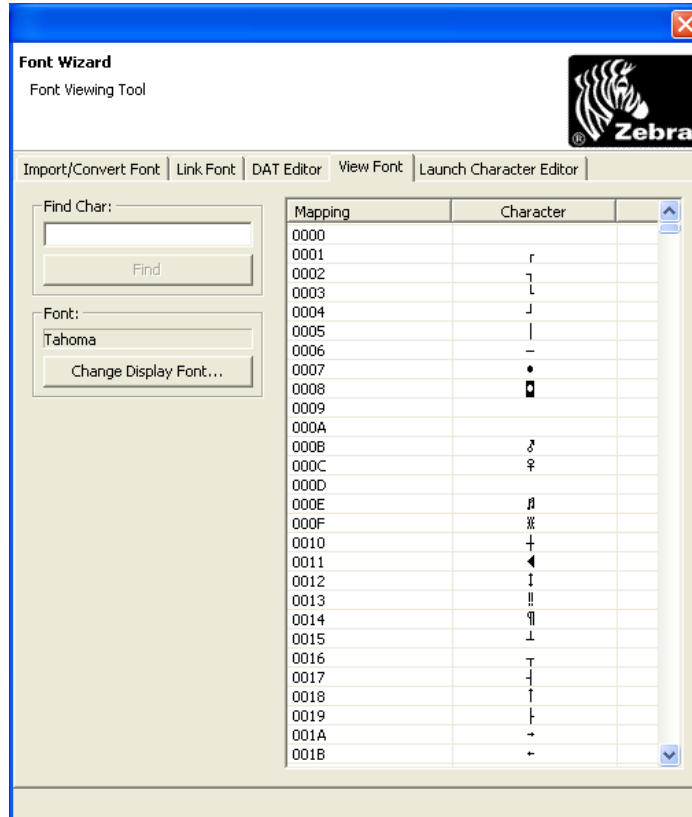 Font Wizard
Font Viewing Tool
® Zebra
Import/Convert Font Link Font DAT Editor View Font Launch Character Editor
Find Char:
Find
Font:
Tahoma
Change Display Font...
Mapping Character
0000
0001 ┌
0002 ┐
0003 └
0004 ┘
0005 │
0006 ─
0007 •
0008 ◘
0009
000A
000B ♂
000C ♀
000D
000E ♫
000F ☼
0010 ┼
0011 ◄
0012 ↕
0013 ‼
0014 ¶
0015 ┴
0016 ┬
0017 ┤
0018 ↑
0019 ├
001A →
001B ←